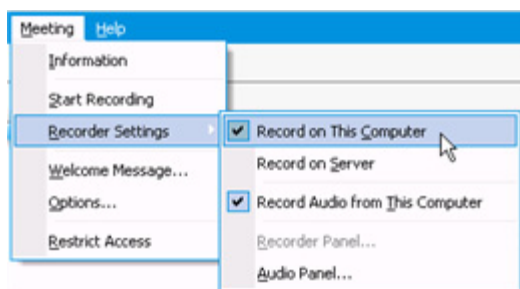 Meeting Help
Information
Start Recording
Recorder Settings
Welcome Message...
Options...
Restrict Access
Record on This Computer
Record on Server
Record Audio from This Computer
Recorder Panel...
Audio Panel...